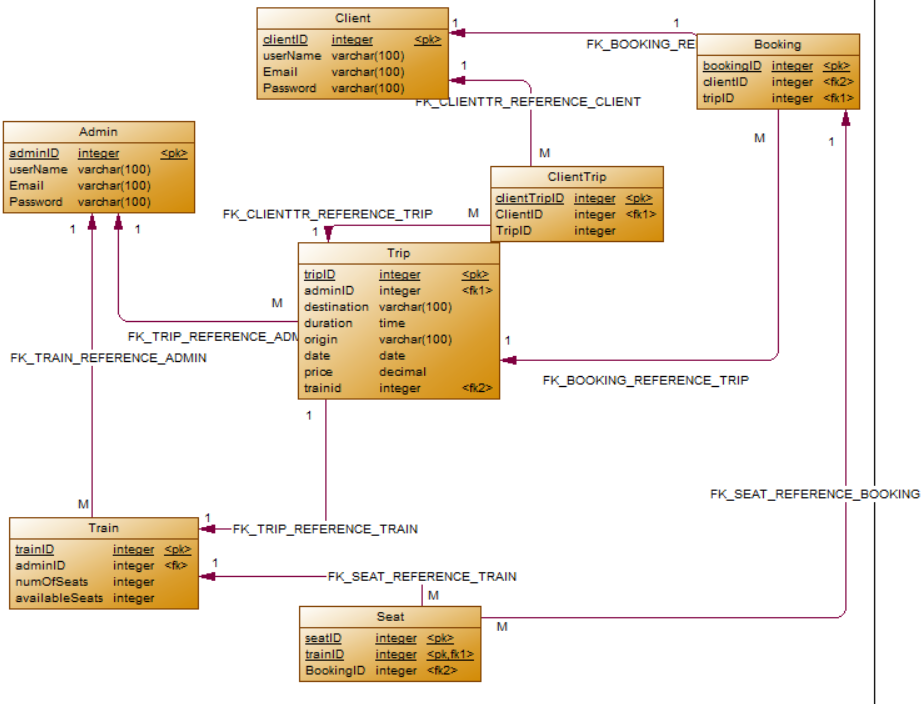 Client
clientID integer <pk>
userName varchar(100)
Email varchar(100)
Password varchar(100)
1
1
FK_BOOKING_RE
Booking
bookingID integer <pk>
clientID integer <fk2>
tripID integer <fk1>
1
FK_CLIENTTR_REFERENCE_CLIENT
M
1
M
Admin
adminID integer <pk>
userName varchar(100)
Email varchar(100)
Password varchar(100)
1
1
ClientTrip
clientTripID integer <pk>
ClientID integer <fk1>
TripID integer
FK_CLIENTTR_REFERENCE_TRIP
M
1
Trip
tripID integer <pk>
adminID integer <fk1>
destination varchar(100)
duration time
origin varchar(100)
date date
price decimal
trainid integer <fk2>
M
FK_TRIP_REFERENCE_ADM
FK_TRAIN_REFERENCE_ADMIN
1
FK_BOOKING_REFERENCE_TRIP
1
FK_SEAT_REFERENCE_BOOKING
M
Train
trainID integer <pk>
adminID integer <fk>
numOfSeats integer
availableSeats integer
1
FK_TRIP_REFERENCE_TRAIN
1
FK_SEAT_REFERENCE_TRAIN
M
Seat
seatID integer <pk>
trainID integer <pk,fk1>
BookingID integer <fk2>
M